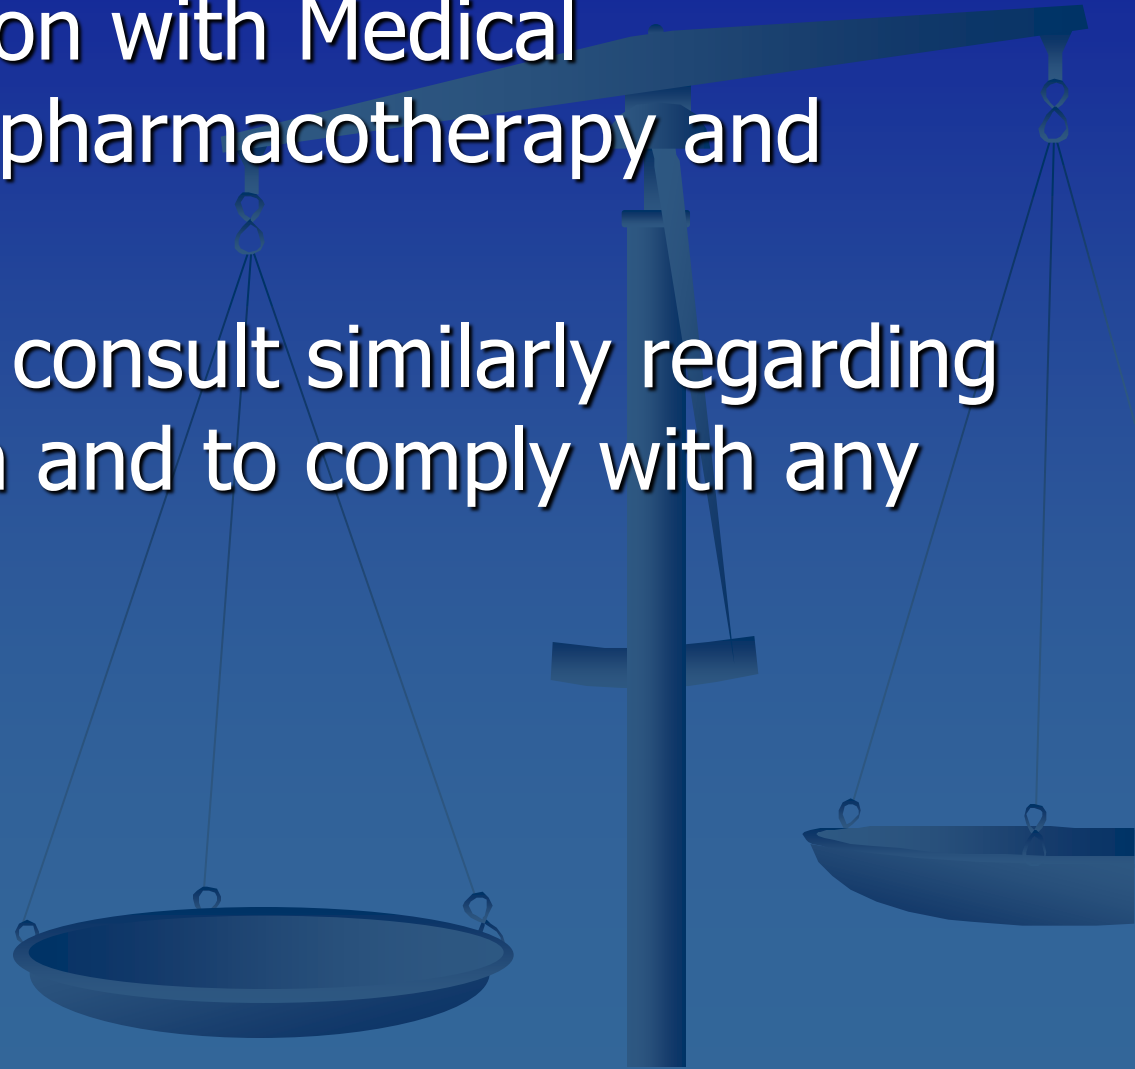 on with Medical
pharmacotherapy and
consult similarly regarding
and to comply with any